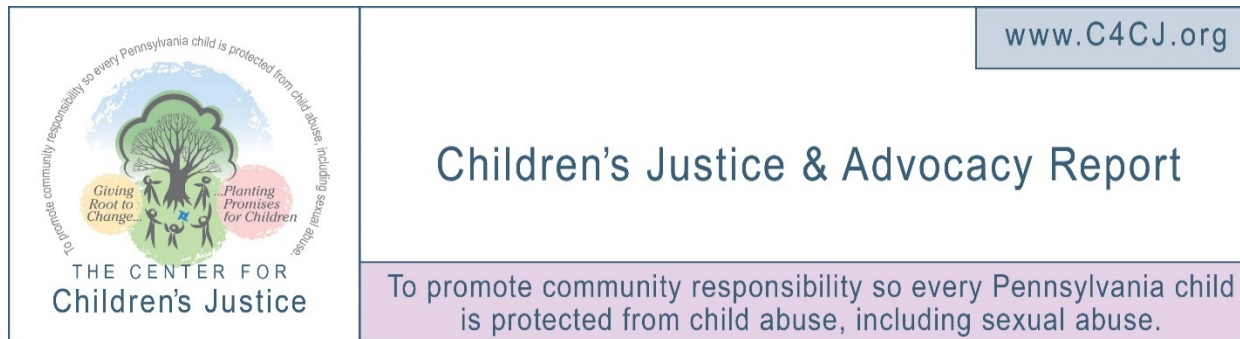 To promote community responsibility so every Pennsylvania child is protected from child abuse, including sexual abuse.
Giving
Root to
Change...
...Planting
Promises
for Children
THE CENTER FOR
Children's Justice
www.C4CJ.org
Children's Justice & Advocacy Report
To promote community responsibility so every Pennsylvania child
is protected from child abuse, including sexual abuse.